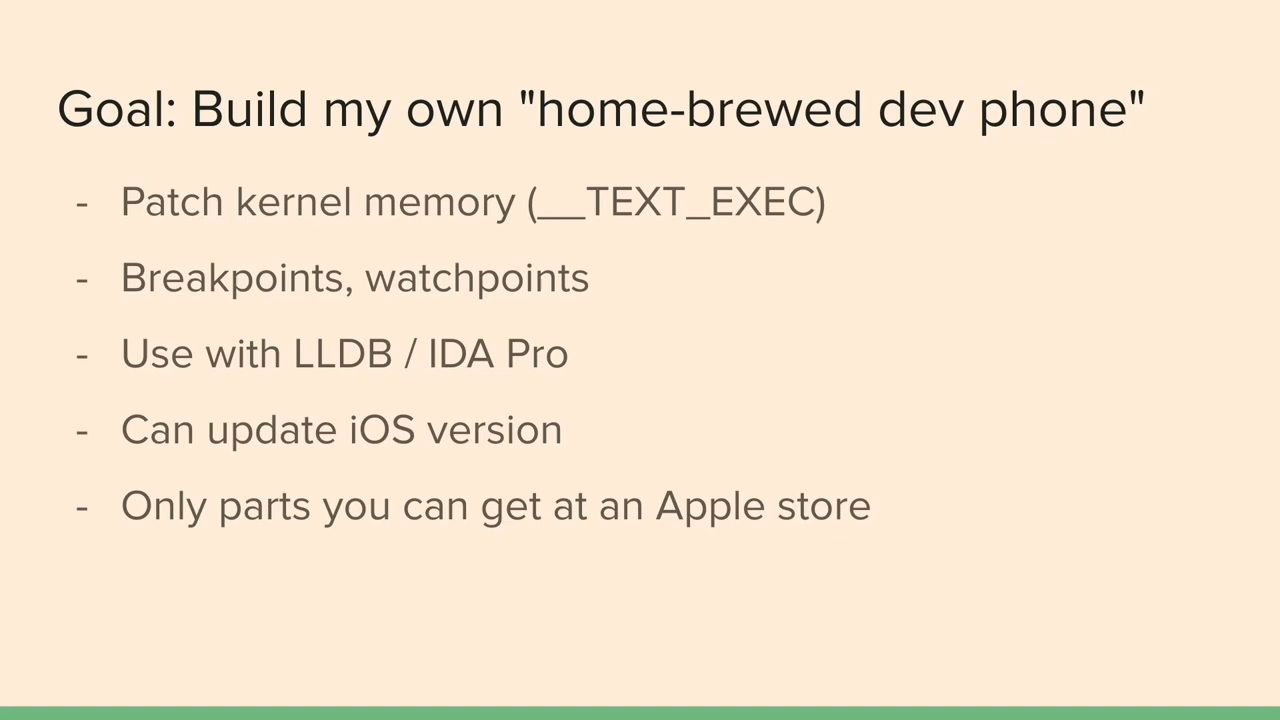 Goal: Build my own "home-brewed dev phone"
- Patch kernel memory (__TEXT_EXEC)
- Breakpoints, watchpoints
- Use with LLDB / IDA Pro
- Can update iOS version
- Only parts you can get at an Apple store